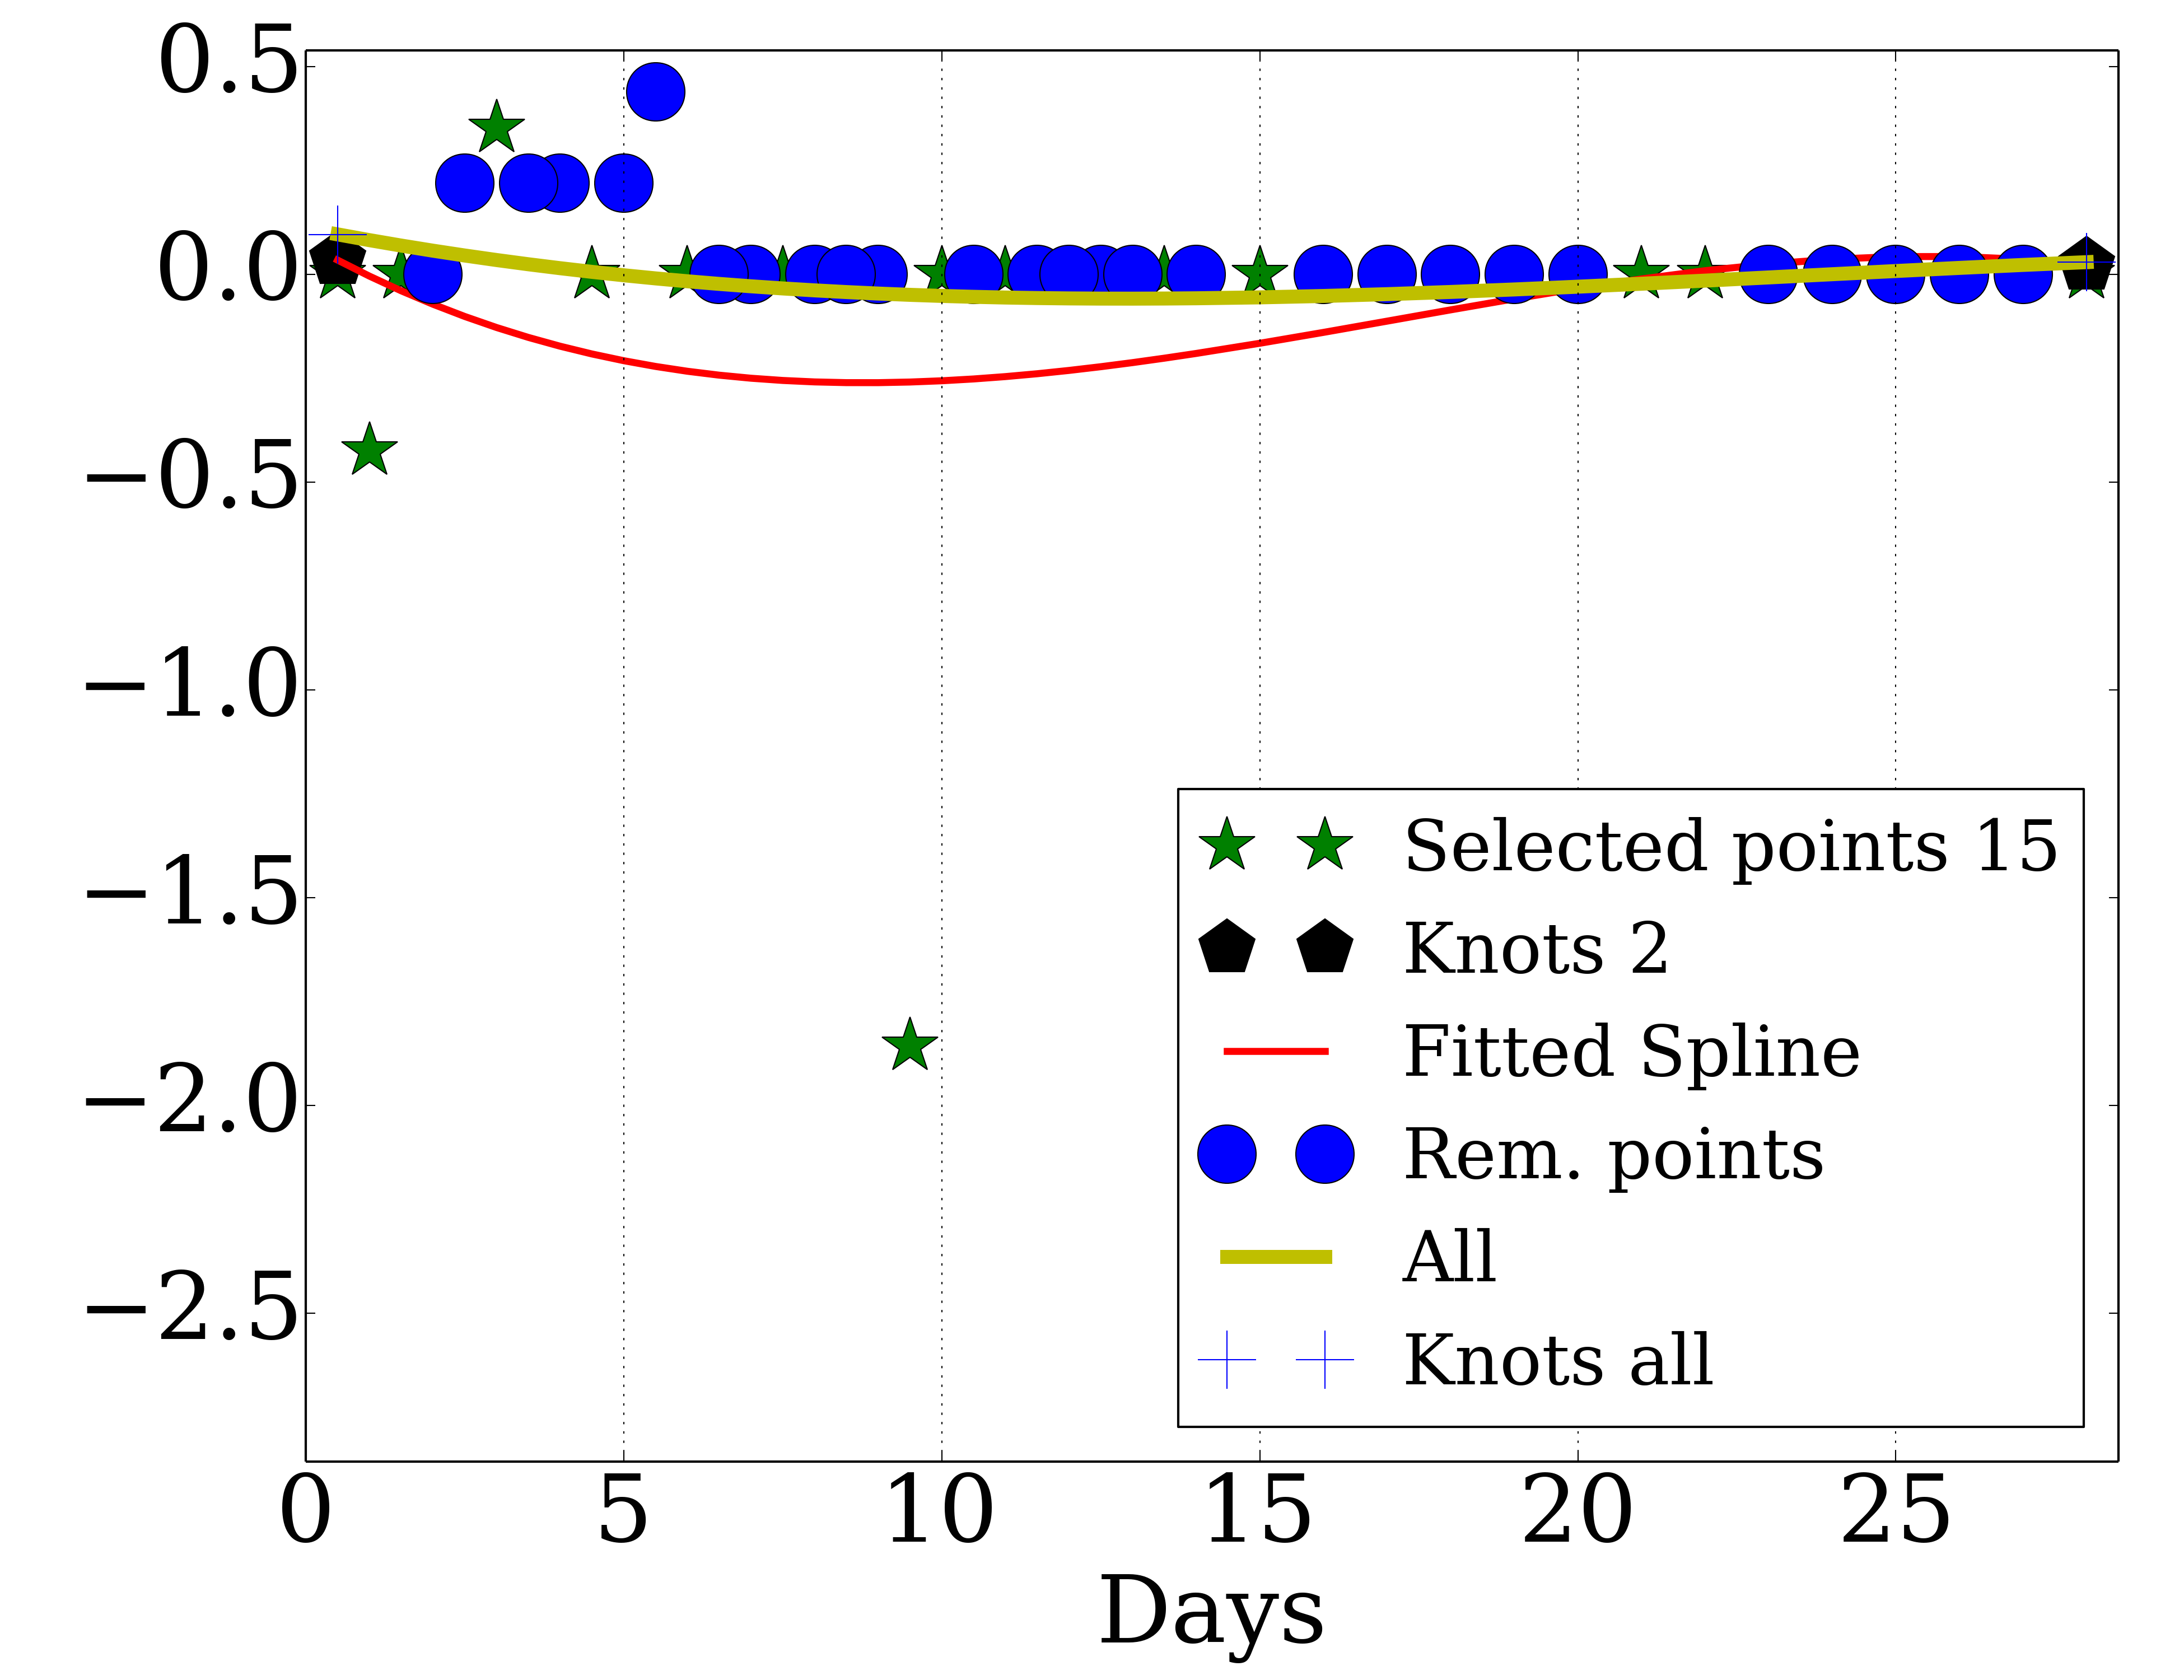 0.5
0.0
−0.5
−1.0
−1.5
−2.0
−2.5
Selected points 15
Knots 2
Fitted Spline
Rem. points
All
Knots all
0 5 10 15 20 25
Days